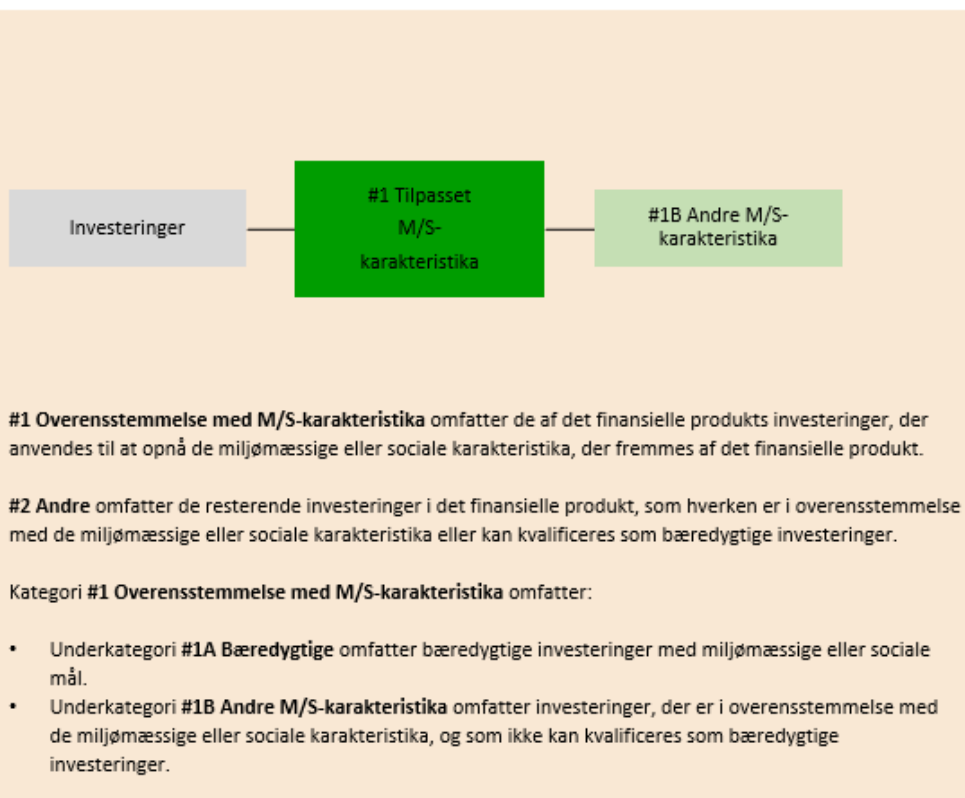 Investeringer
#1 Tilpasset
M/S-
karakteristika
#1B Andre M/S-
karakteristika
#1 Overensstemmelse med M/S-karakteristika omfatter de af det finansielle produkts investeringer, der
anvendes til at opnå de miljømæssige eller sociale karakteristika, der fremmes af det finansielle produkt.
#2 Andre omfatter de resterende investeringer i det finansielle produkt, som hverken er i overensstemmelse
med de miljømæssige eller sociale karakteristika eller kan kvalificeres som bæredygtige investeringer.
Kategori #1 Overensstemmelse med M/S-karakteristika omfatter:
• Underkategori #1A Bæredygtige omfatter bæredygtige investeringer med miljømæssige eller sociale
mål.
• Underkategori #1B Andre M/S-karakteristika omfatter investeringer, der er i overensstemmelse med
de miljømæssige eller sociale karakteristika, og som ikke kan kvalificeres som bæredygtige
investeringer.